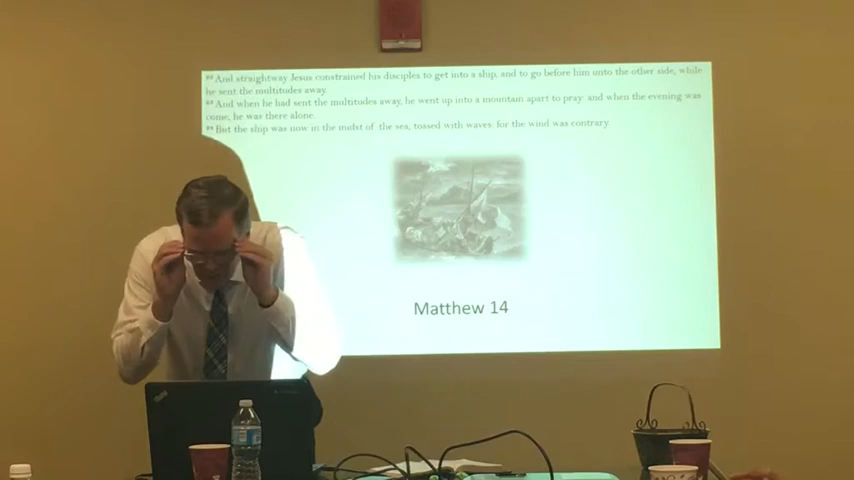 22 And straightway Jesus constrained his disciples to get into a ship, and to go before him unto the other side, while
he sent the multitudes away.
23 And when he had sent the multitudes away, he went up into a mountain apart to pray: and when the evening was
come, he was there alone.
24 But the ship was now in the midst of the sea, tossed with waves: for the wind was contrary.
Matthew 14
ThinkPad